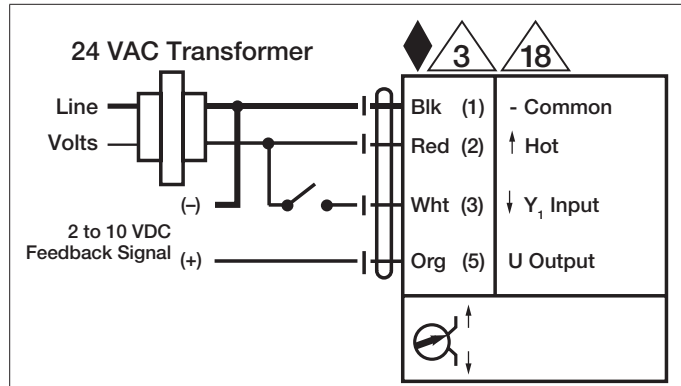 24 VAC Transformer
3 18
Line Blk (1) - Common
Volts Red (2) ↑ Hot
(–) Wht (3) ↓ Y₁ Input
2 to 10 VDC
Feedback Signal (+) Org (5) U Output